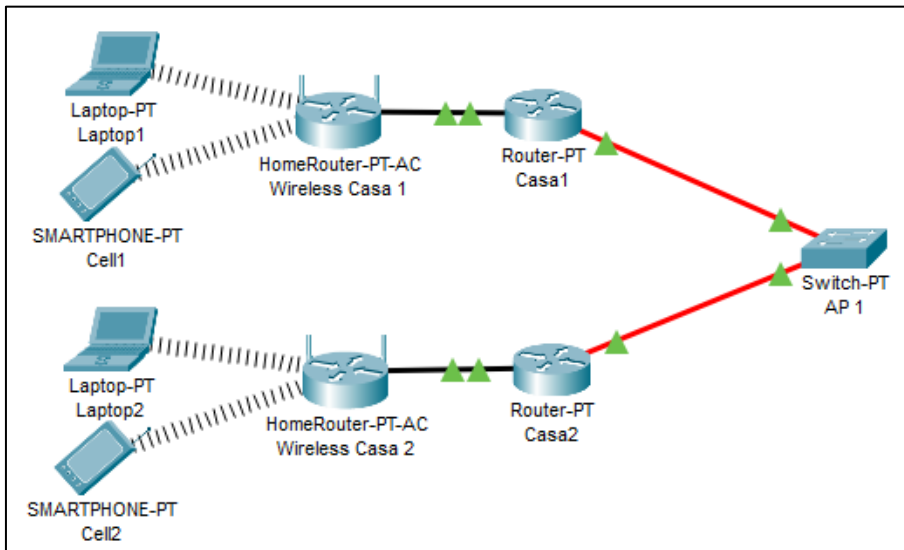 Laptop-PT
Laptop1
HomeRouter-PT-AC
Wireless Casa 1
Router-PT
Casa1
SMARTPHONE-PT
Cell1
Switch-PT
AP 1
Laptop-PT
Laptop2
HomeRouter-PT-AC
Wireless Casa 2
Router-PT
Casa2
SMARTPHONE-PT
Cell2